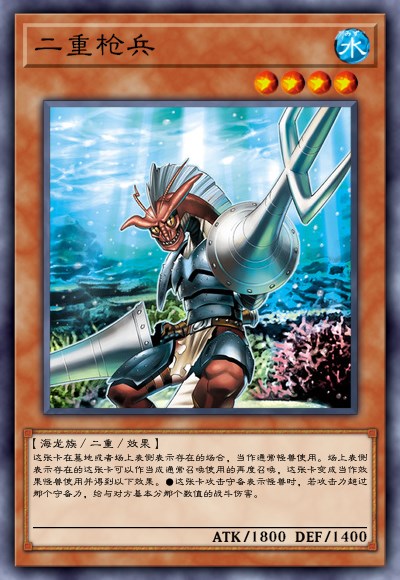 二重枪兵
水
【海龙族／二重／效果】
这张卡在墓地或者场上表侧表示存在的场合，当作通常怪兽使用。场上表侧
表示存在的这张卡可以作当成通常召唤使用的再度召唤，这张卡变成当作效
果怪兽使用并得到以下效果。●这张卡攻击守备表示怪兽时，若攻击力超过
那个守备力，给与对方基本分那个数值的战斗伤害。
ATK/1800 DEF/1400